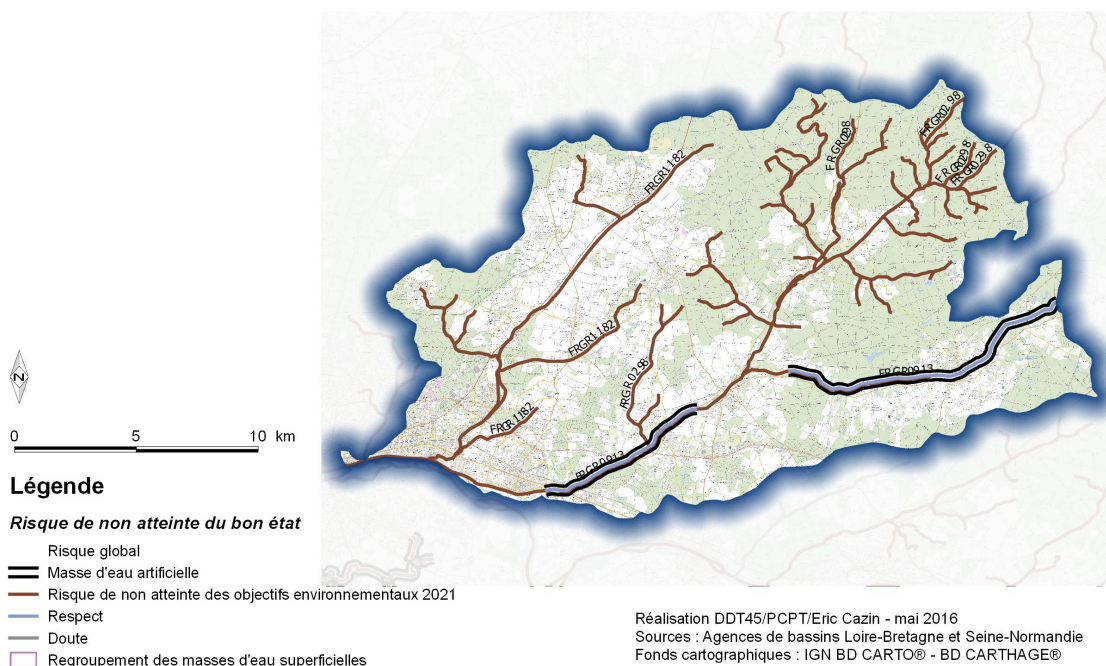 FRGR0298
FRGR0298
FRGR1182
FRGR0298
FRGR0298
FRGR1182
FRGR0298
FRGR0913
FRGR1182
FRGR0913
N
0 5 10 km
Légende
Risque de non atteinte du bon état
Risque global
Masse d'eau artificielle
Risque de non atteinte des objectifs environnementaux 2021
Respect
Doute
Regroupement des masses d'eau superficielles
Réalisation DDT45/PCPT/Eric Cazin - mai 2016
Sources : Agences de bassins Loire-Bretagne et Seine-Normandie
Fonds cartographiques : IGN BD CARTO® - BD CARTHAGE®